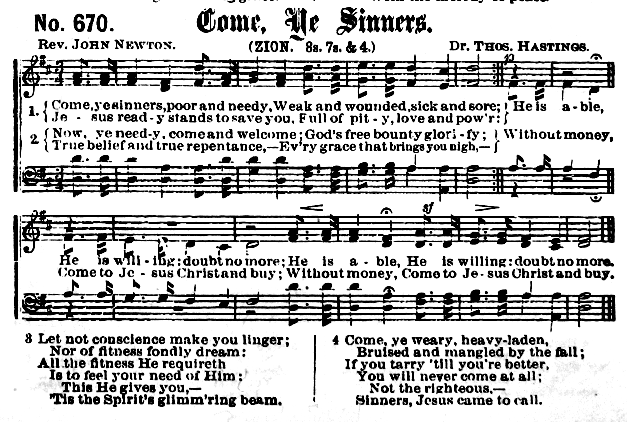 No. 670. Come, Ye Sinners.
Rev. JOHN NEWTON. (ZION. 8s. 7s. & 4.) Dr. THOS. HASTINGS.
p
1. { Come, ye sinners, poor and needy, Weak and wounded, sick and sore; } He is a - ble,
{ Je - sus read - y stands to save you, Full of pit - y, love and pow'r: }
2 { Now, ye need - y, come and welcome; God's free bounty glori - fy; } Without money,
{ True belief and true repentance,—Ev'ry grace that brings you nigh,— }
sf
He is will - ing: doubt no more; He is a - ble, He is willing: doubt no more.
Come to Je - sus Christ and buy; Without money, Come to Je - sus Christ and buy.
3 Let not conscience make you linger;
Nor of fitness fondly dream:
All the fitness He requireth
Is to feel your need of Him;
This He gives you,—
'Tis the Spirit's glimm'ring beam.
4 Come, ye weary, heavy-laden,
Bruised and mangled by the fall;
If you tarry 'till you're better,
You will never come at all;
Not the righteous,—
Sinners, Jesus came to call.